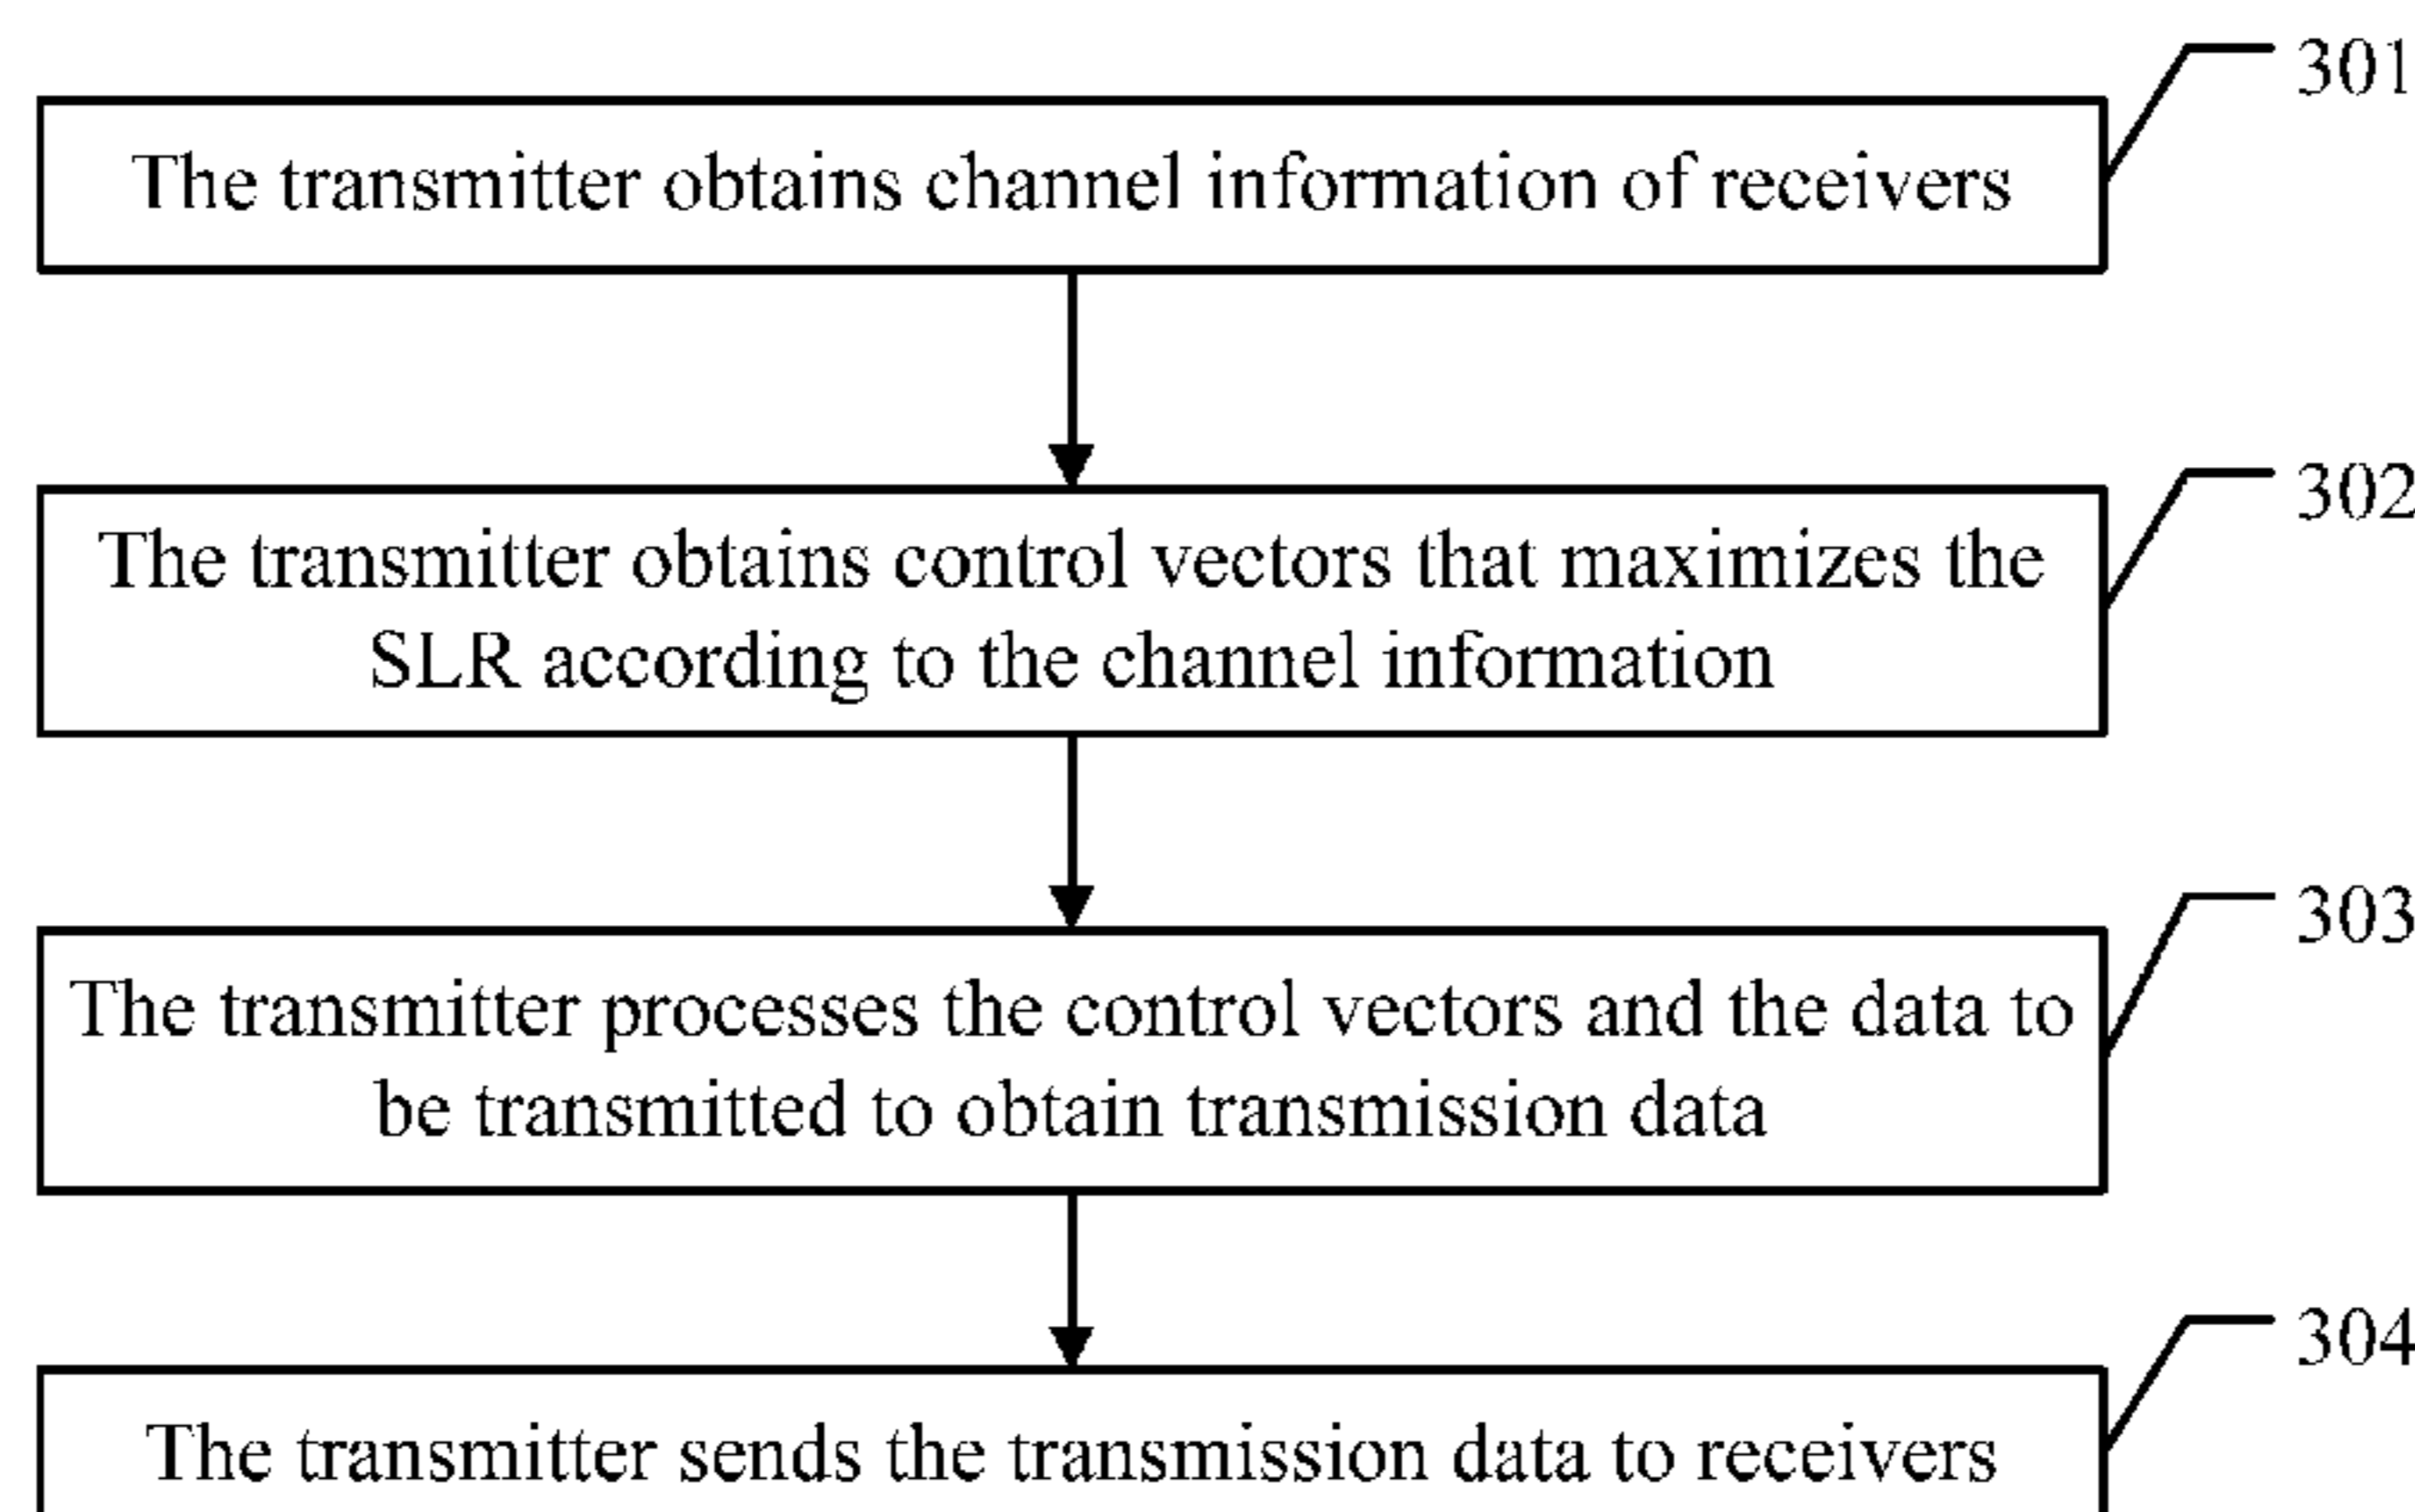 301
The transmitter obtains channel information of receivers
302
The transmitter obtains control vectors that maximizes the
SLR according to the channel information
303
The transmitter processes the control vectors and the data to
be transmitted to obtain transmission data
304
The transmitter sends the transmission data to receivers